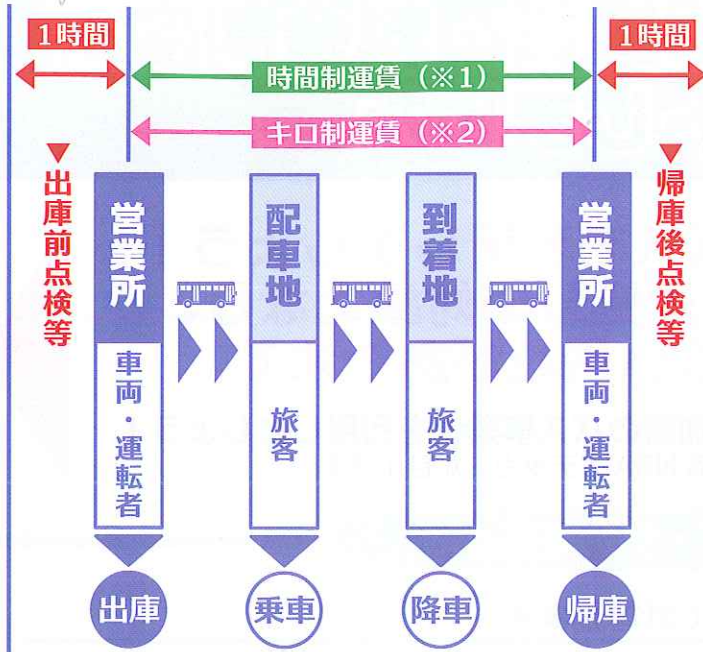 1時間
時間制運賃（※1）
1時間
キロ制運賃（※2）
▼出庫前点検等
営業所
配車地
到着地
営業所
▼帰庫後点検等
車両・運転者
旅客
旅客
車両・運転者
出庫
乗車
降車
帰庫